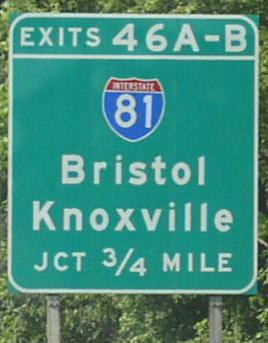 EXITS 46A-B
INTERSTATE
81
Bristol
Knoxville
JCT 3/4 MILE